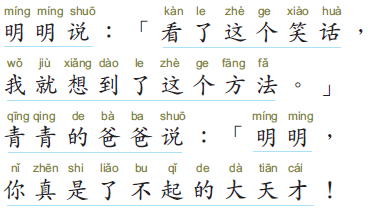 míng míng shuō kàn le zhè ge xiào huà
明明说：「看了这个笑话，
wǒ jiù xiǎng dào le zhè ge fāng fǎ
我就想到了这个方法。」
qīng qing de bà ba shuō míng ming
青青的爸爸说：「明明，
nǐ zhēn shi liǎo bu qǐ de dà tiān cái
你真是了不起的大天才！